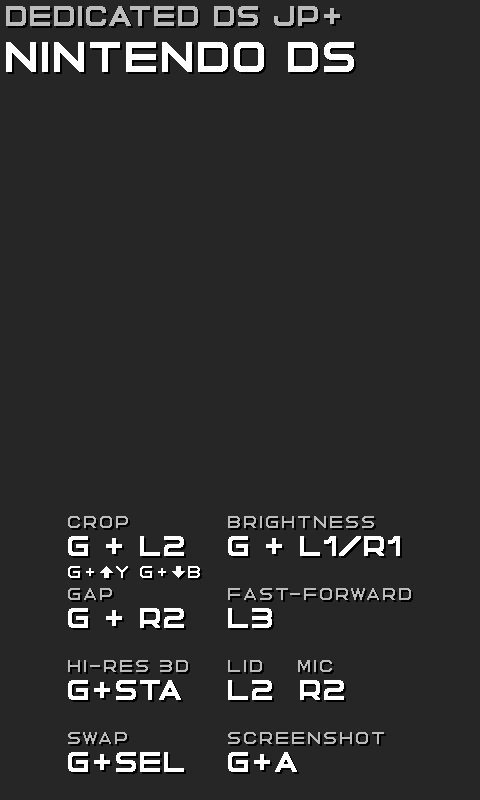 DEDICATED DS JP+
NINTENDO DS
CROP BRIGHTNESS
G + L2 G + L1/R1
G+⬆Y G+⬇B
GAP FAST-FORWARD
G + R2 L3
HI-RES 3D LID MIC
G+STA L2 R2
SWAP SCREENSHOT
G+SEL G+A